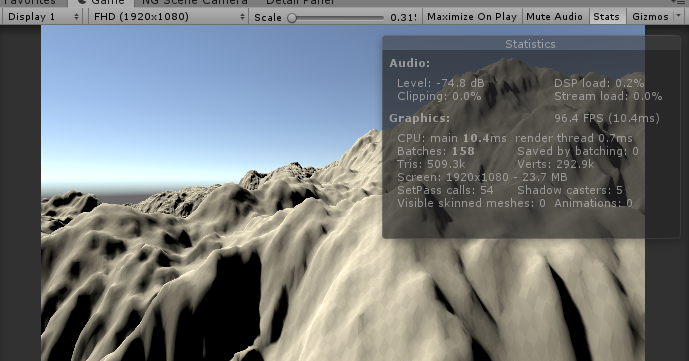 Favorites Game NG Scene Camera Detail Panel
Display 1 FHD (1920x1080) Scale 0.31 Maximize On Play Mute Audio Stats Gizmos
Statistics
Audio:
Level: -74.8 dB DSP load: 0.2%
Clipping: 0.0% Stream load: 0.0%
Graphics: 96.4 FPS (10.4ms)
CPU: main 10.4ms render thread 0.7ms
Batches: 158 Saved by batching: 0
Tris: 509.3k Verts: 292.9k
Screen: 1920x1080 - 23.7 MB
SetPass calls: 54 Shadow casters: 5
Visible skinned meshes: 0 Animations: 0